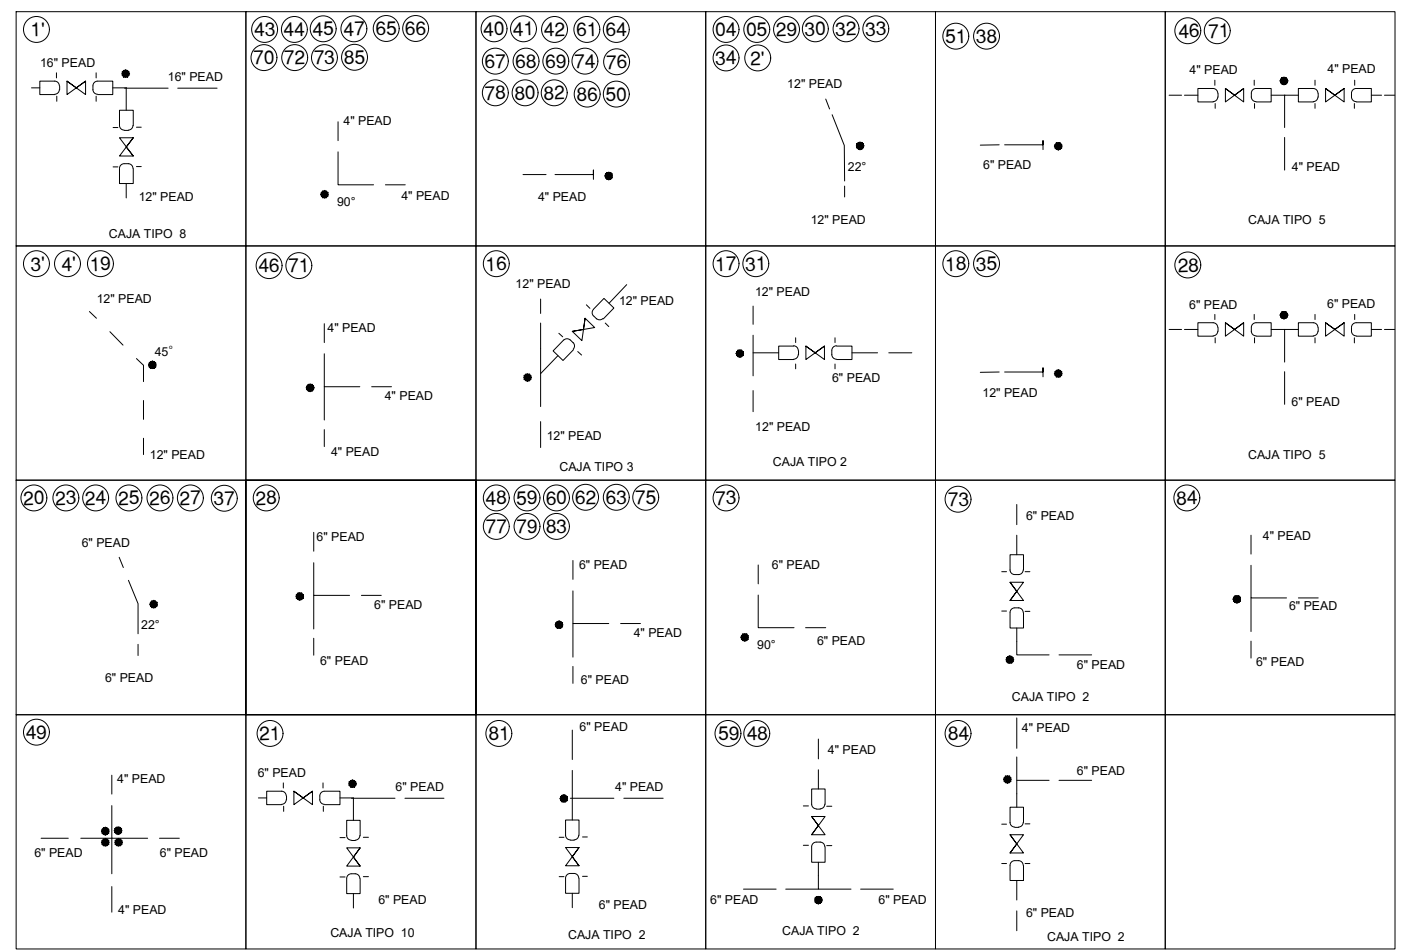 1'
16" PEAD
16" PEAD
12" PEAD
CAJA TIPO 8
43 44 45 47 65 66
70 72 73 85
4" PEAD
90°
4" PEAD
40 41 42 61 64
67 68 69 74 76
78 80 82 86 50
4" PEAD
04 05 29 30 32 33
34 2'
12" PEAD
22°
12" PEAD
51 38
6" PEAD
46 71
4" PEAD
4" PEAD
4" PEAD
CAJA TIPO 5
3' 4' 19
12" PEAD
45°
12" PEAD
46 71
4" PEAD
4" PEAD
4" PEAD
16
12" PEAD
12" PEAD
12" PEAD
CAJA TIPO 3
17 31
12" PEAD
6" PEAD
12" PEAD
CAJA TIPO 2
18 35
12" PEAD
28
6" PEAD
6" PEAD
6" PEAD
CAJA TIPO 5
20 23 24 25 26 27 37
6" PEAD
22°
6" PEAD
28
6" PEAD
6" PEAD
6" PEAD
48 59 60 62 63 75
77 79 83
6" PEAD
4" PEAD
6" PEAD
73
6" PEAD
90°
6" PEAD
73
6" PEAD
6" PEAD
CAJA TIPO 2
84
4" PEAD
6" PEAD
6" PEAD
49
4" PEAD
6" PEAD
6" PEAD
4" PEAD
21
6" PEAD
6" PEAD
6" PEAD
CAJA TIPO 10
81
6" PEAD
4" PEAD
6" PEAD
CAJA TIPO 2
59 48
4" PEAD
6" PEAD
6" PEAD
CAJA TIPO 2
84
4" PEAD
6" PEAD
6" PEAD
CAJA TIPO 2